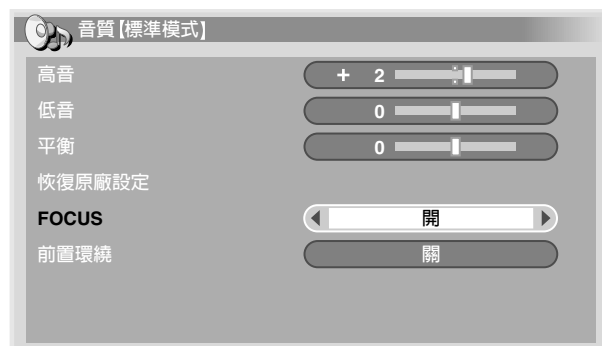 音質【標準模式】
高音 + 2
低音 0
平衡 0
恢復原廠設定
FOCUS 開
前置環繞 關